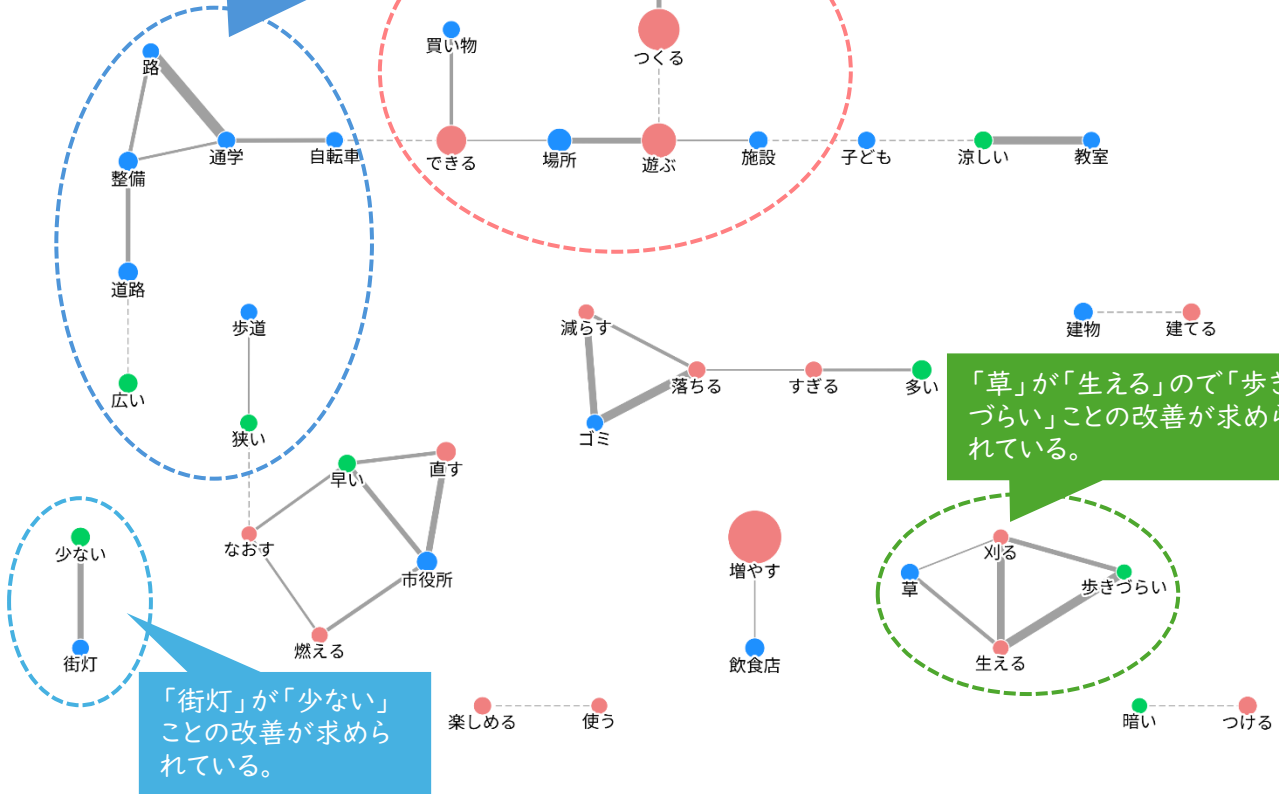 買い物
つくる
路
通学
自転車
できる
場所
遊ぶ
施設
子ども
涼しい
教室
整備
道路
広い
歩道
狭い
減らす
落ちる
すぎる
多い
ゴミ
建物
建てる
「草」が「生える」ので「歩き
づらい」ことの改善が求めら
れている。
早い
直す
なおす
市役所
燃える
少ない
街灯
「街灯」が「少ない」
ことの改善が求めら
れている。
増やす
飲食店
刈る
草
歩きづらい
生える
楽しめる
使う
暗い
つける